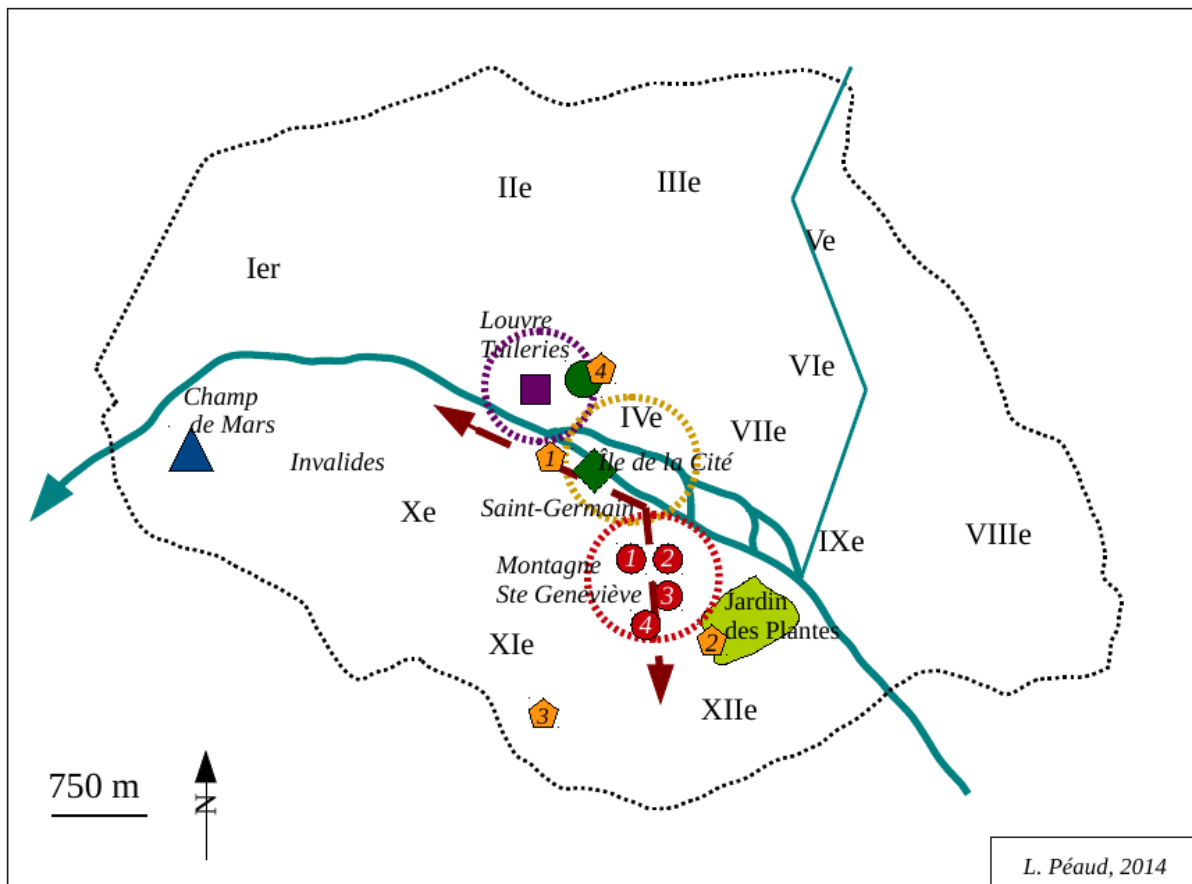 IIe
IIIe
Ve
Ier
Louvre
Tuileries
4
VIe
Champ
de Mars
IVe
VIIe
1
Île de la Cité
Invalides
Xe
Saint-Germain
IXe
VIIIe
Montagne
Ste Geneviève
1
2
3
4
Jardin
des Plantes
2
XIe
3
XIIe
750 m
N
L. Péaud, 2014